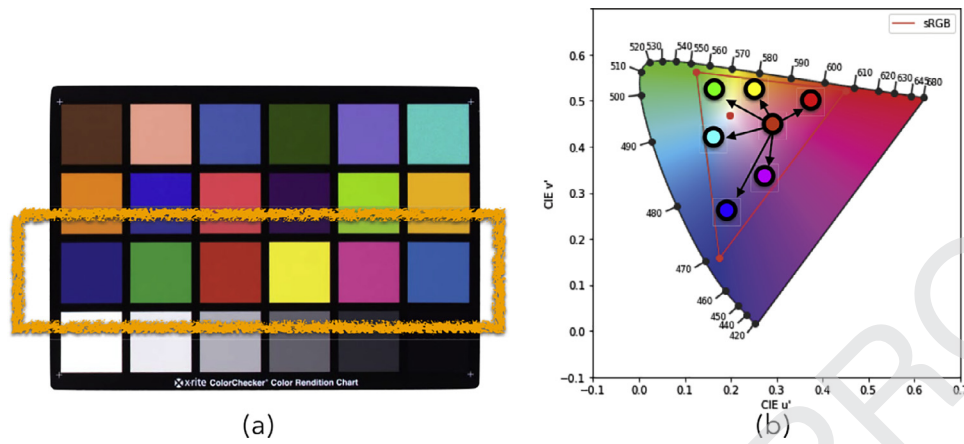 x-rite ColorChecker® Color Rendition Chart
(a)
sRGB
520 530 540 550 560 570 580 590 600 610 620 630 645 680
510
500
490
480
470
460
450
440
420
0.6
0.5
0.4
0.3
0.2
0.1
0.0
−0.1
CIE v'
−0.1 0.0 0.1 0.2 0.3 0.4 0.5 0.6 0.7
CIE u'
(b)
PRO